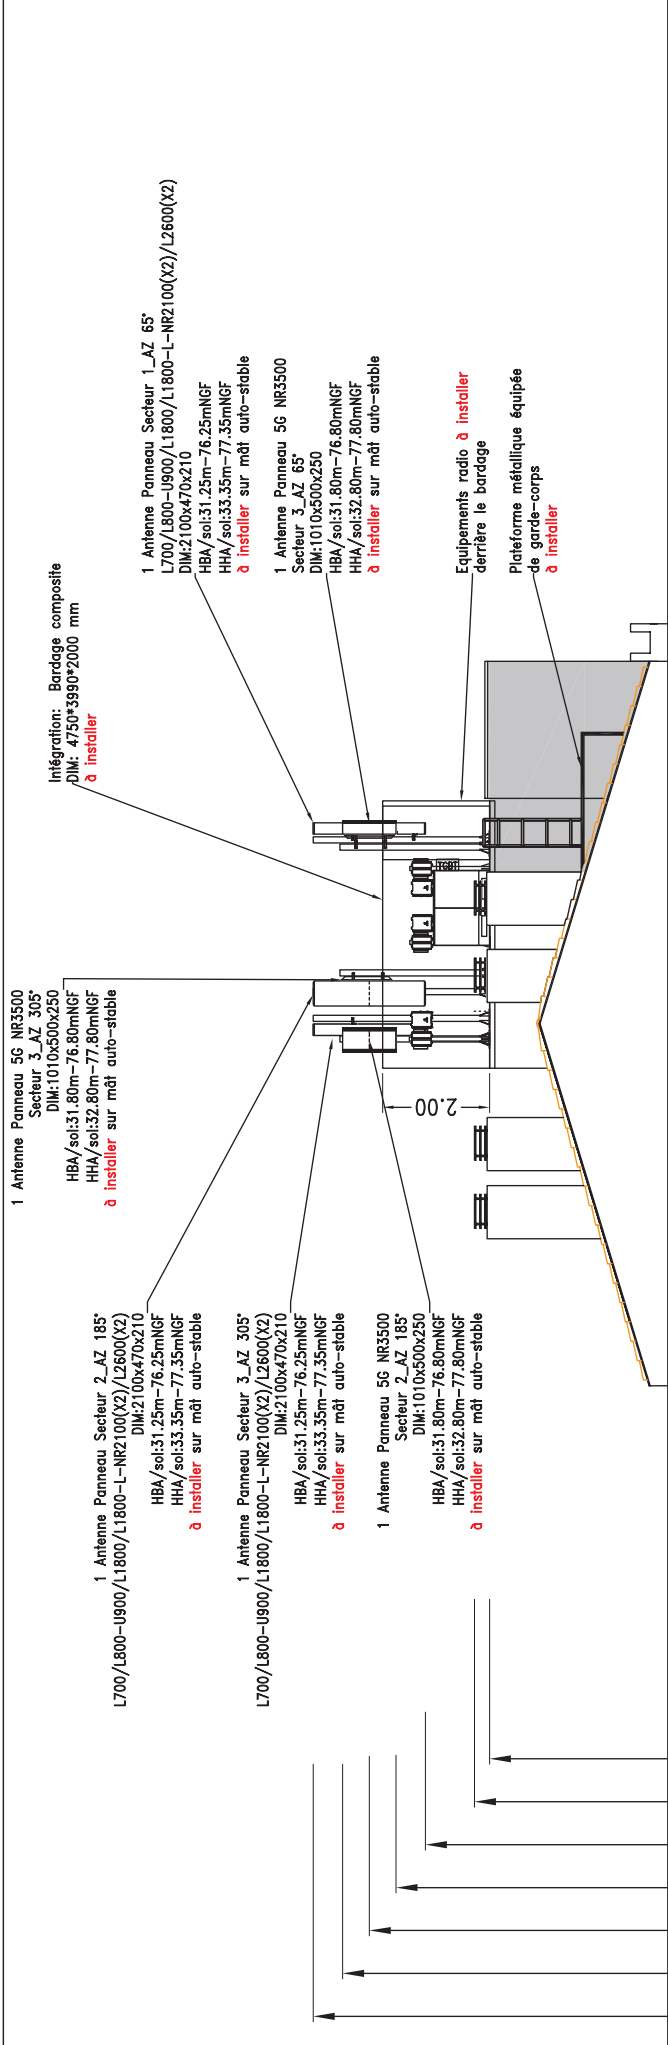 1 Antenne Panneau 5G NR3500
Secteur 3_AZ 305°
DIM:1010x500x250
HBA/sol:31.80m-76.80mNGF
HHA/sol:32.80m-77.80mNGF
à installer sur mât auto-stable
Intégration: Bardage composite
DIM: 4750*3990*2000 mm
à installer
1 Antenne Panneau Secteur 2_AZ 185°
L700/L800-U900/L1800/L1800-L-NR2100(X2)/L2600(X2)
DIM:2100x470x210
HBA/sol:31.25m-76.25mNGF
HHA/sol:33.35m-77.35mNGF
à installer sur mât auto-stable
1 Antenne Panneau Secteur 1_AZ 65°
L700/L800-U900/L1800/L1800-L-NR2100(X2)/L2600(X2)
DIM:2100x470x210
HBA/sol:31.25m-76.25mNGF
HHA/sol:33.35m-77.35mNGF
à installer sur mât auto-stable
1 Antenne Panneau Secteur 3_AZ 305°
L700/L800-U900/L1800/L1800-L-NR2100(X2)/L2600(X2)
DIM:2100x470x210
HBA/sol:31.25m-76.25mNGF
HHA/sol:33.35m-77.35mNGF
à installer sur mât auto-stable
1 Antenne Panneau 5G NR3500
Secteur 3_AZ 65°
DIM:1010x500x250
HBA/sol:31.80m-76.80mNGF
HHA/sol:32.80m-77.80mNGF
à installer sur mât auto-stable
1 Antenne Panneau 5G NR3500
Secteur 2_AZ 185°
DIM:1010x500x250
HBA/sol:31.80m-76.80mNGF
HHA/sol:32.80m-77.80mNGF
à installer sur mât auto-stable
2.00
TGBT
Equipements radio à installer
derrière le bardage
Plateforme métallique équipée
de garde-corps
à installer